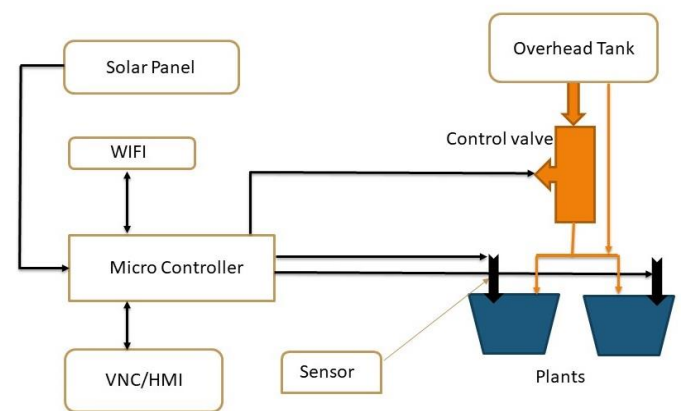 Overhead Tank
Solar Panel
Control valve
WIFI
Micro Controller
VNC/HMI
Sensor
Plants